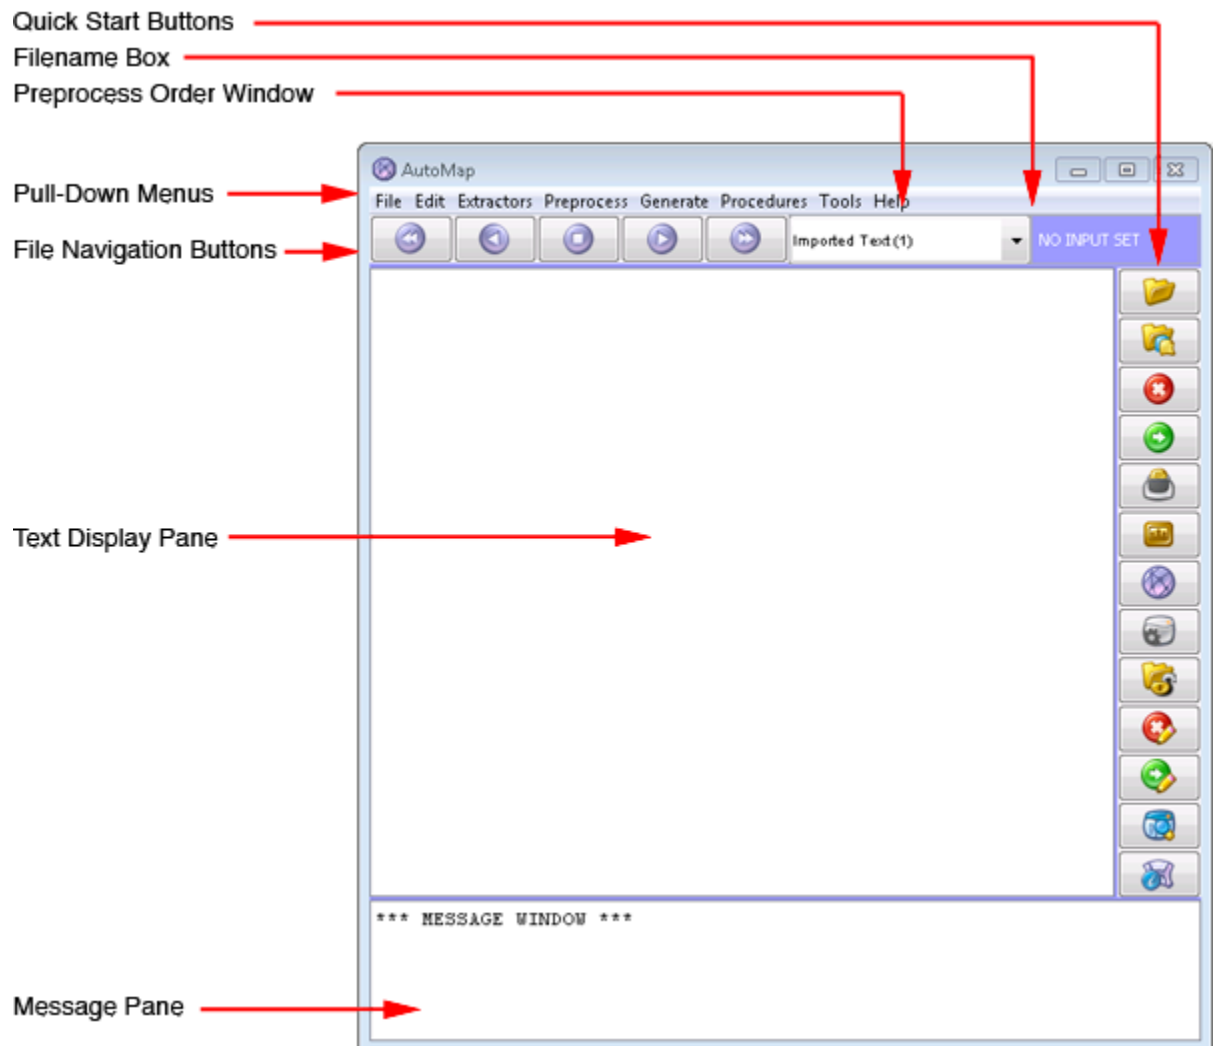 Quick Start Buttons
Filename Box
Preprocess Order Window
AutoMap
Pull-Down Menus
File Edit Extractors Preprocess Generate Procedures Tools Help
File Navigation Buttons
Imported Text(1)
NO INPUT SET
Text Display Pane
*** MESSAGE WINDOW ***
Message Pane